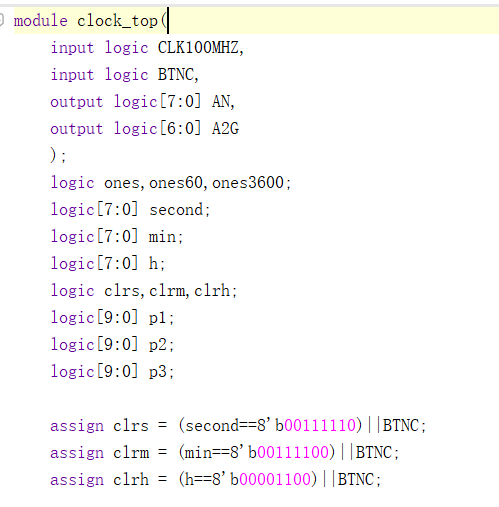 module clock_top(
input logic CLK100MHZ,
input logic BTNC,
output logic[7:0] AN,
output logic[6:0] A2G
);
logic ones,ones60,ones3600;
logic[7:0] second;
logic[7:0] min;
logic[7:0] h;
logic clrs,clrm,clrh;
logic[9:0] p1;
logic[9:0] p2;
logic[9:0] p3;
assign clrs = (second==8'b00111110)||BTNC;
assign clrm = (min==8'b00111100)||BTNC;
assign clrh = (h==8'b00001100)||BTNC;